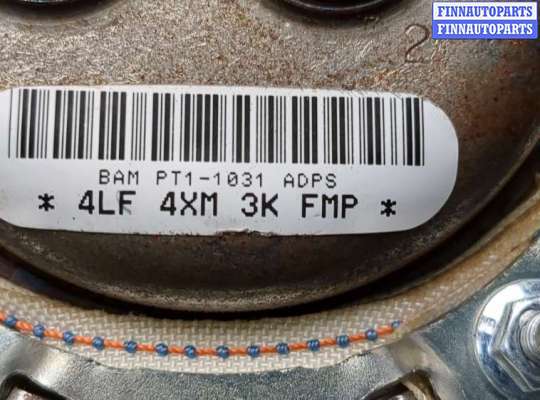 FINNAUTOPARTS
FINNAUTOPARTS
2
BAM PT1-1031 ADPS
* 4LF 4XM 3K FMP *